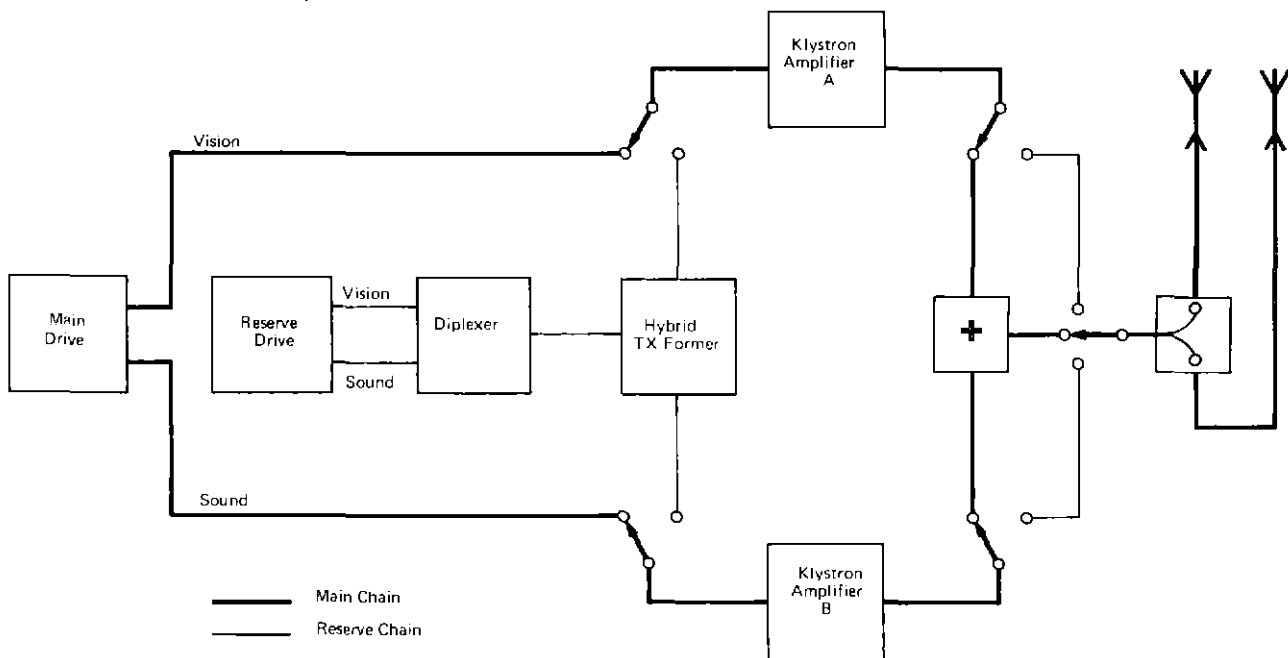 Klystron
Amplifier
A
Vision
Main
Drive
Reserve
Drive
Vision
Sound
Diplexer
Hybrid
TX Former
+
Sound
Klystron
Amplifier
B
Main Chain
Reserve Chain